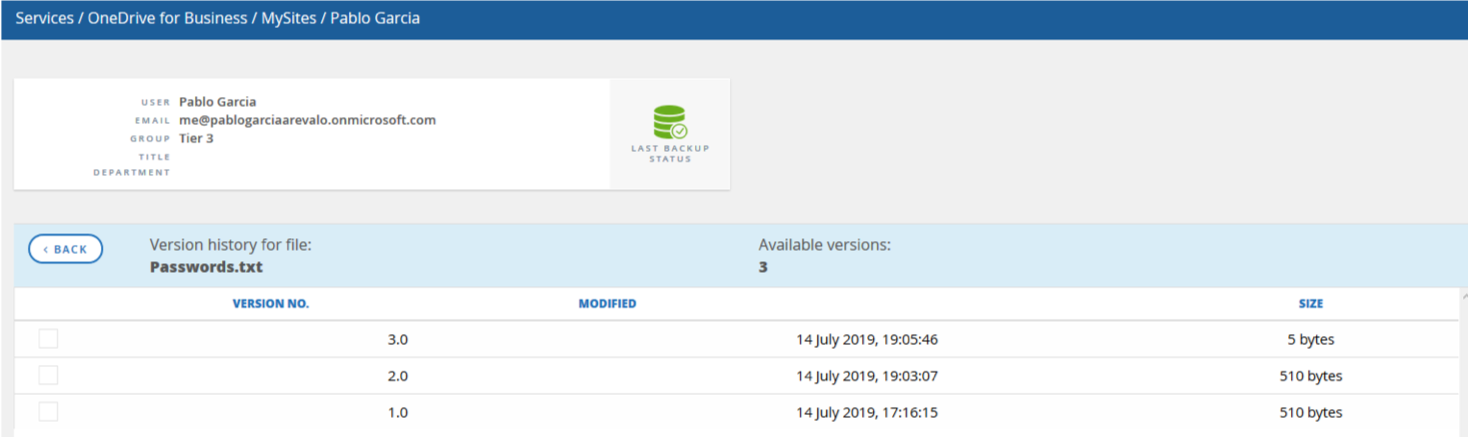 Services / OneDrive for Business / MySites / Pablo Garcia
USER Pablo Garcia
EMAIL me@pablogarciaarevalo.onmicrosoft.com
GROUP Tier 3
TITLE
DEPARTMENT
LAST BACKUP
STATUS
‹ BACK
Version history for file:
Passwords.txt
Available versions:
3
VERSION NO. MODIFIED SIZE
3.0 14 July 2019, 19:05:46 5 bytes
2.0 14 July 2019, 19:03:07 510 bytes
1.0 14 July 2019, 17:16:15 510 bytes